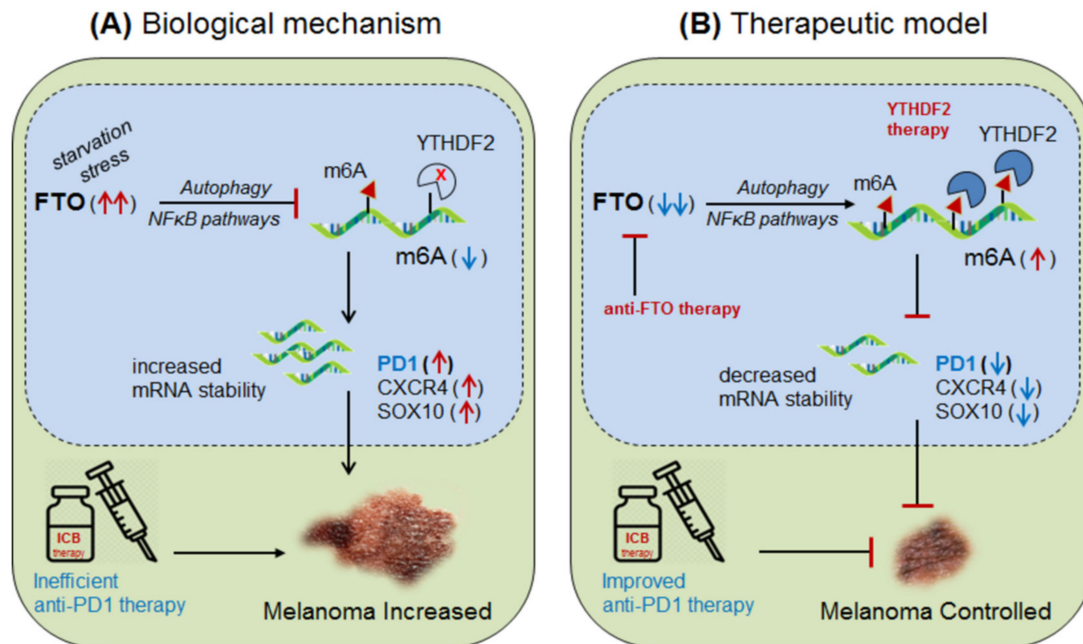 (A) Biological mechanism
starvation
stress
FTO (↑↑)
Autophagy
NFκB pathways
m6A
YTHDF2
x
m6A (↓)
increased
mRNA stability
PD1 (↑)
CXCR4 (↑)
SOX10 (↑)
ICB
therapy
Inefficient
anti-PD1 therapy
Melanoma Increased
(B) Therapeutic model
YTHDF2
therapy
YTHDF2
FTO (↓↓)
Autophagy
NFκB pathways
m6A
m6A (↑)
anti-FTO therapy
decreased
mRNA stability
PD1 (↓)
CXCR4 (↓)
SOX10 (↓)
ICB
therapy
Improved
anti-PD1 therapy
Melanoma Controlled